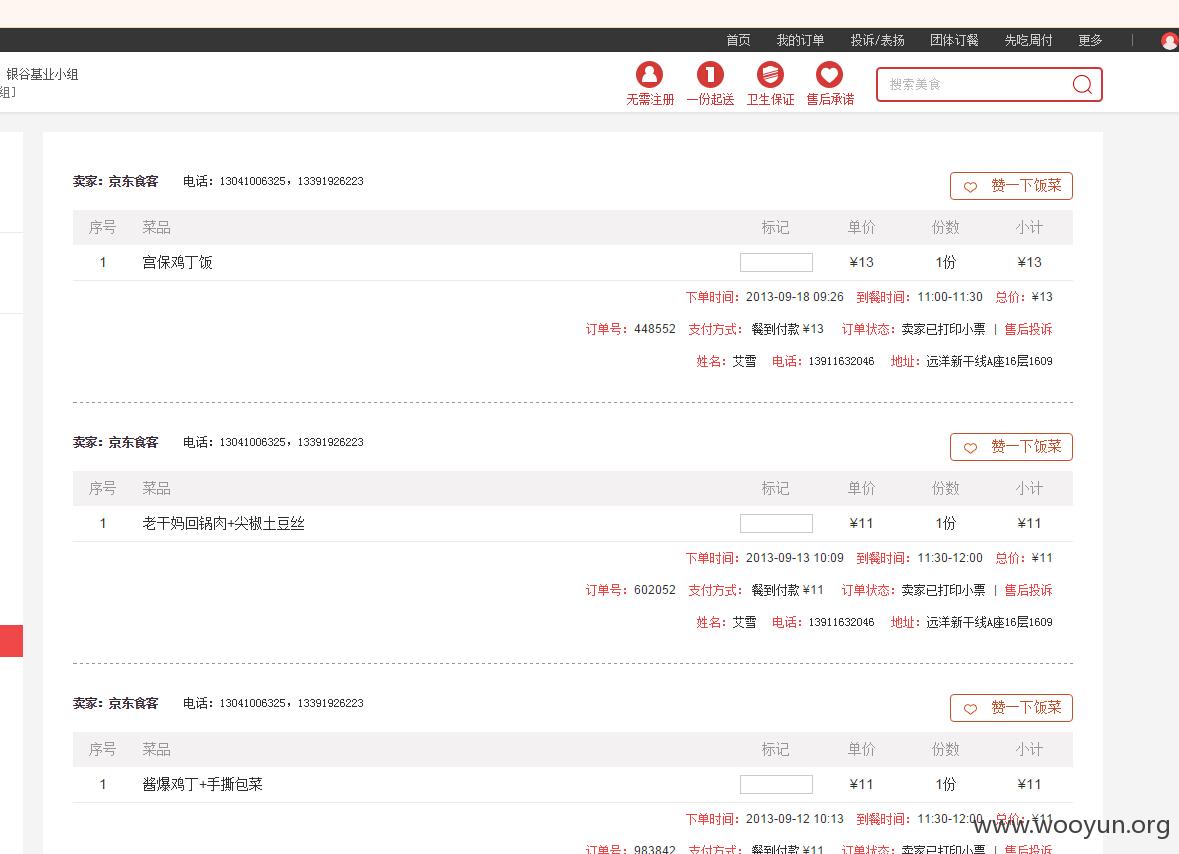 首页 我的订单 投诉/表扬 团体订餐 先吃周付 更多 |
银谷基业小组
组]
无需注册 一份起送 卫生保证 售后承诺 搜索美食
卖家：京东食客 电话：13041006325，13391926223 赞一下饭菜
序号 菜品 标记 单价 份数 小计
1 宫保鸡丁饭 ¥13 1份 ¥13
下单时间：2013-09-18 09:26 到餐时间：11:00-11:30 总价：¥13
订单号：448552 支付方式：餐到付款 ¥13 订单状态：卖家已打印小票 | 售后投诉
姓名：艾雪 电话：13911632046 地址：远洋新干线A座16层1609
卖家：京东食客 电话：13041006325，13391926223 赞一下饭菜
序号 菜品 标记 单价 份数 小计
1 老干妈回锅肉+尖椒土豆丝 ¥11 1份 ¥11
下单时间：2013-09-13 10:09 到餐时间：11:30-12:00 总价：¥11
订单号：602052 支付方式：餐到付款 ¥11 订单状态：卖家已打印小票 | 售后投诉
姓名：艾雪 电话：13911632046 地址：远洋新干线A座16层1609
卖家：京东食客 电话：13041006325，13391926223 赞一下饭菜
序号 菜品 标记 单价 份数 小计
1 酱爆鸡丁+手撕包菜 ¥11 1份 ¥11
下单时间：2013-09-12 10:13 到餐时间：11:30-12:00 总价：¥11
www.wooyun.org
订单号：983842 支付方式：餐到付款 ¥11 订单状态：卖家已打印小票 | 售后投诉